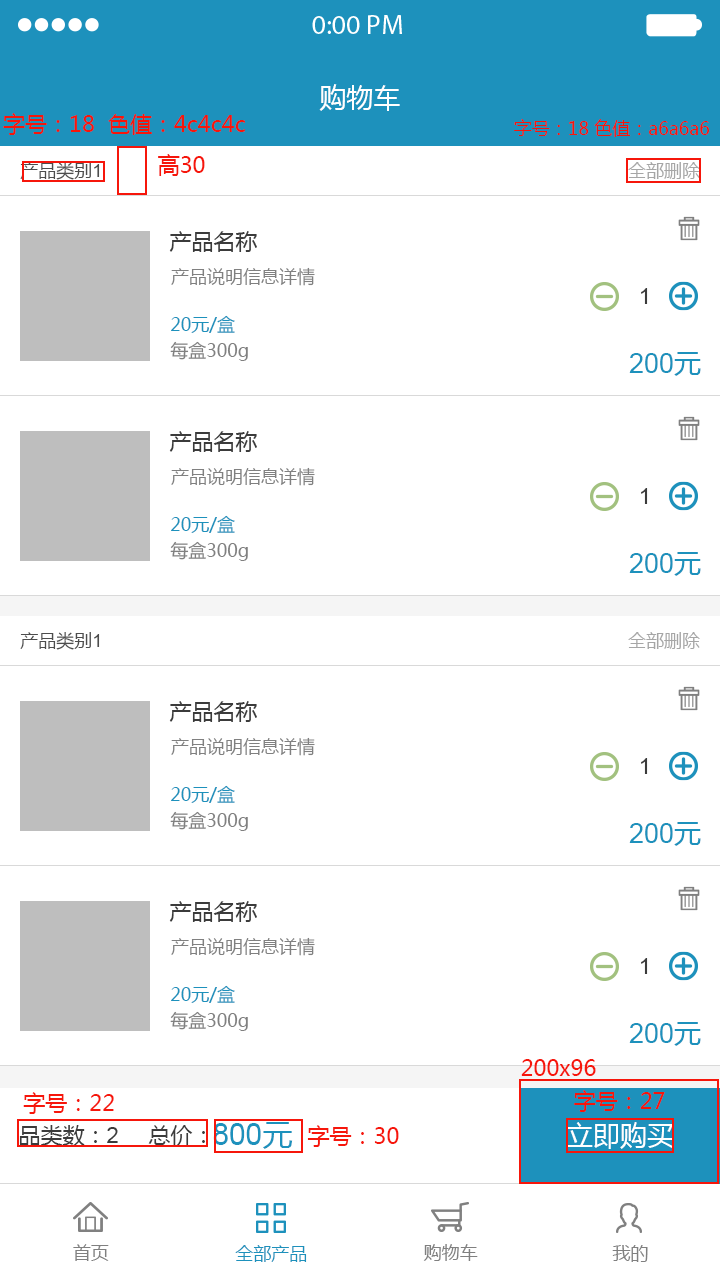 0:00 PM
购物车
字号：18 色值：4c4c4c
字号：18 色值：a6a6a6
产品类别1
高30
全部删除
产品名称
产品说明信息详情
1
20元/盒
每盒300g
200元
产品名称
产品说明信息详情
1
20元/盒
每盒300g
200元
产品类别1
全部删除
产品名称
产品说明信息详情
1
20元/盒
每盒300g
200元
产品名称
产品说明信息详情
1
20元/盒
每盒300g
200元
200x96
字号：22
字号：27
品类数：2 总价：800元
字号：30
立即购买
首页
全部产品
购物车
我的